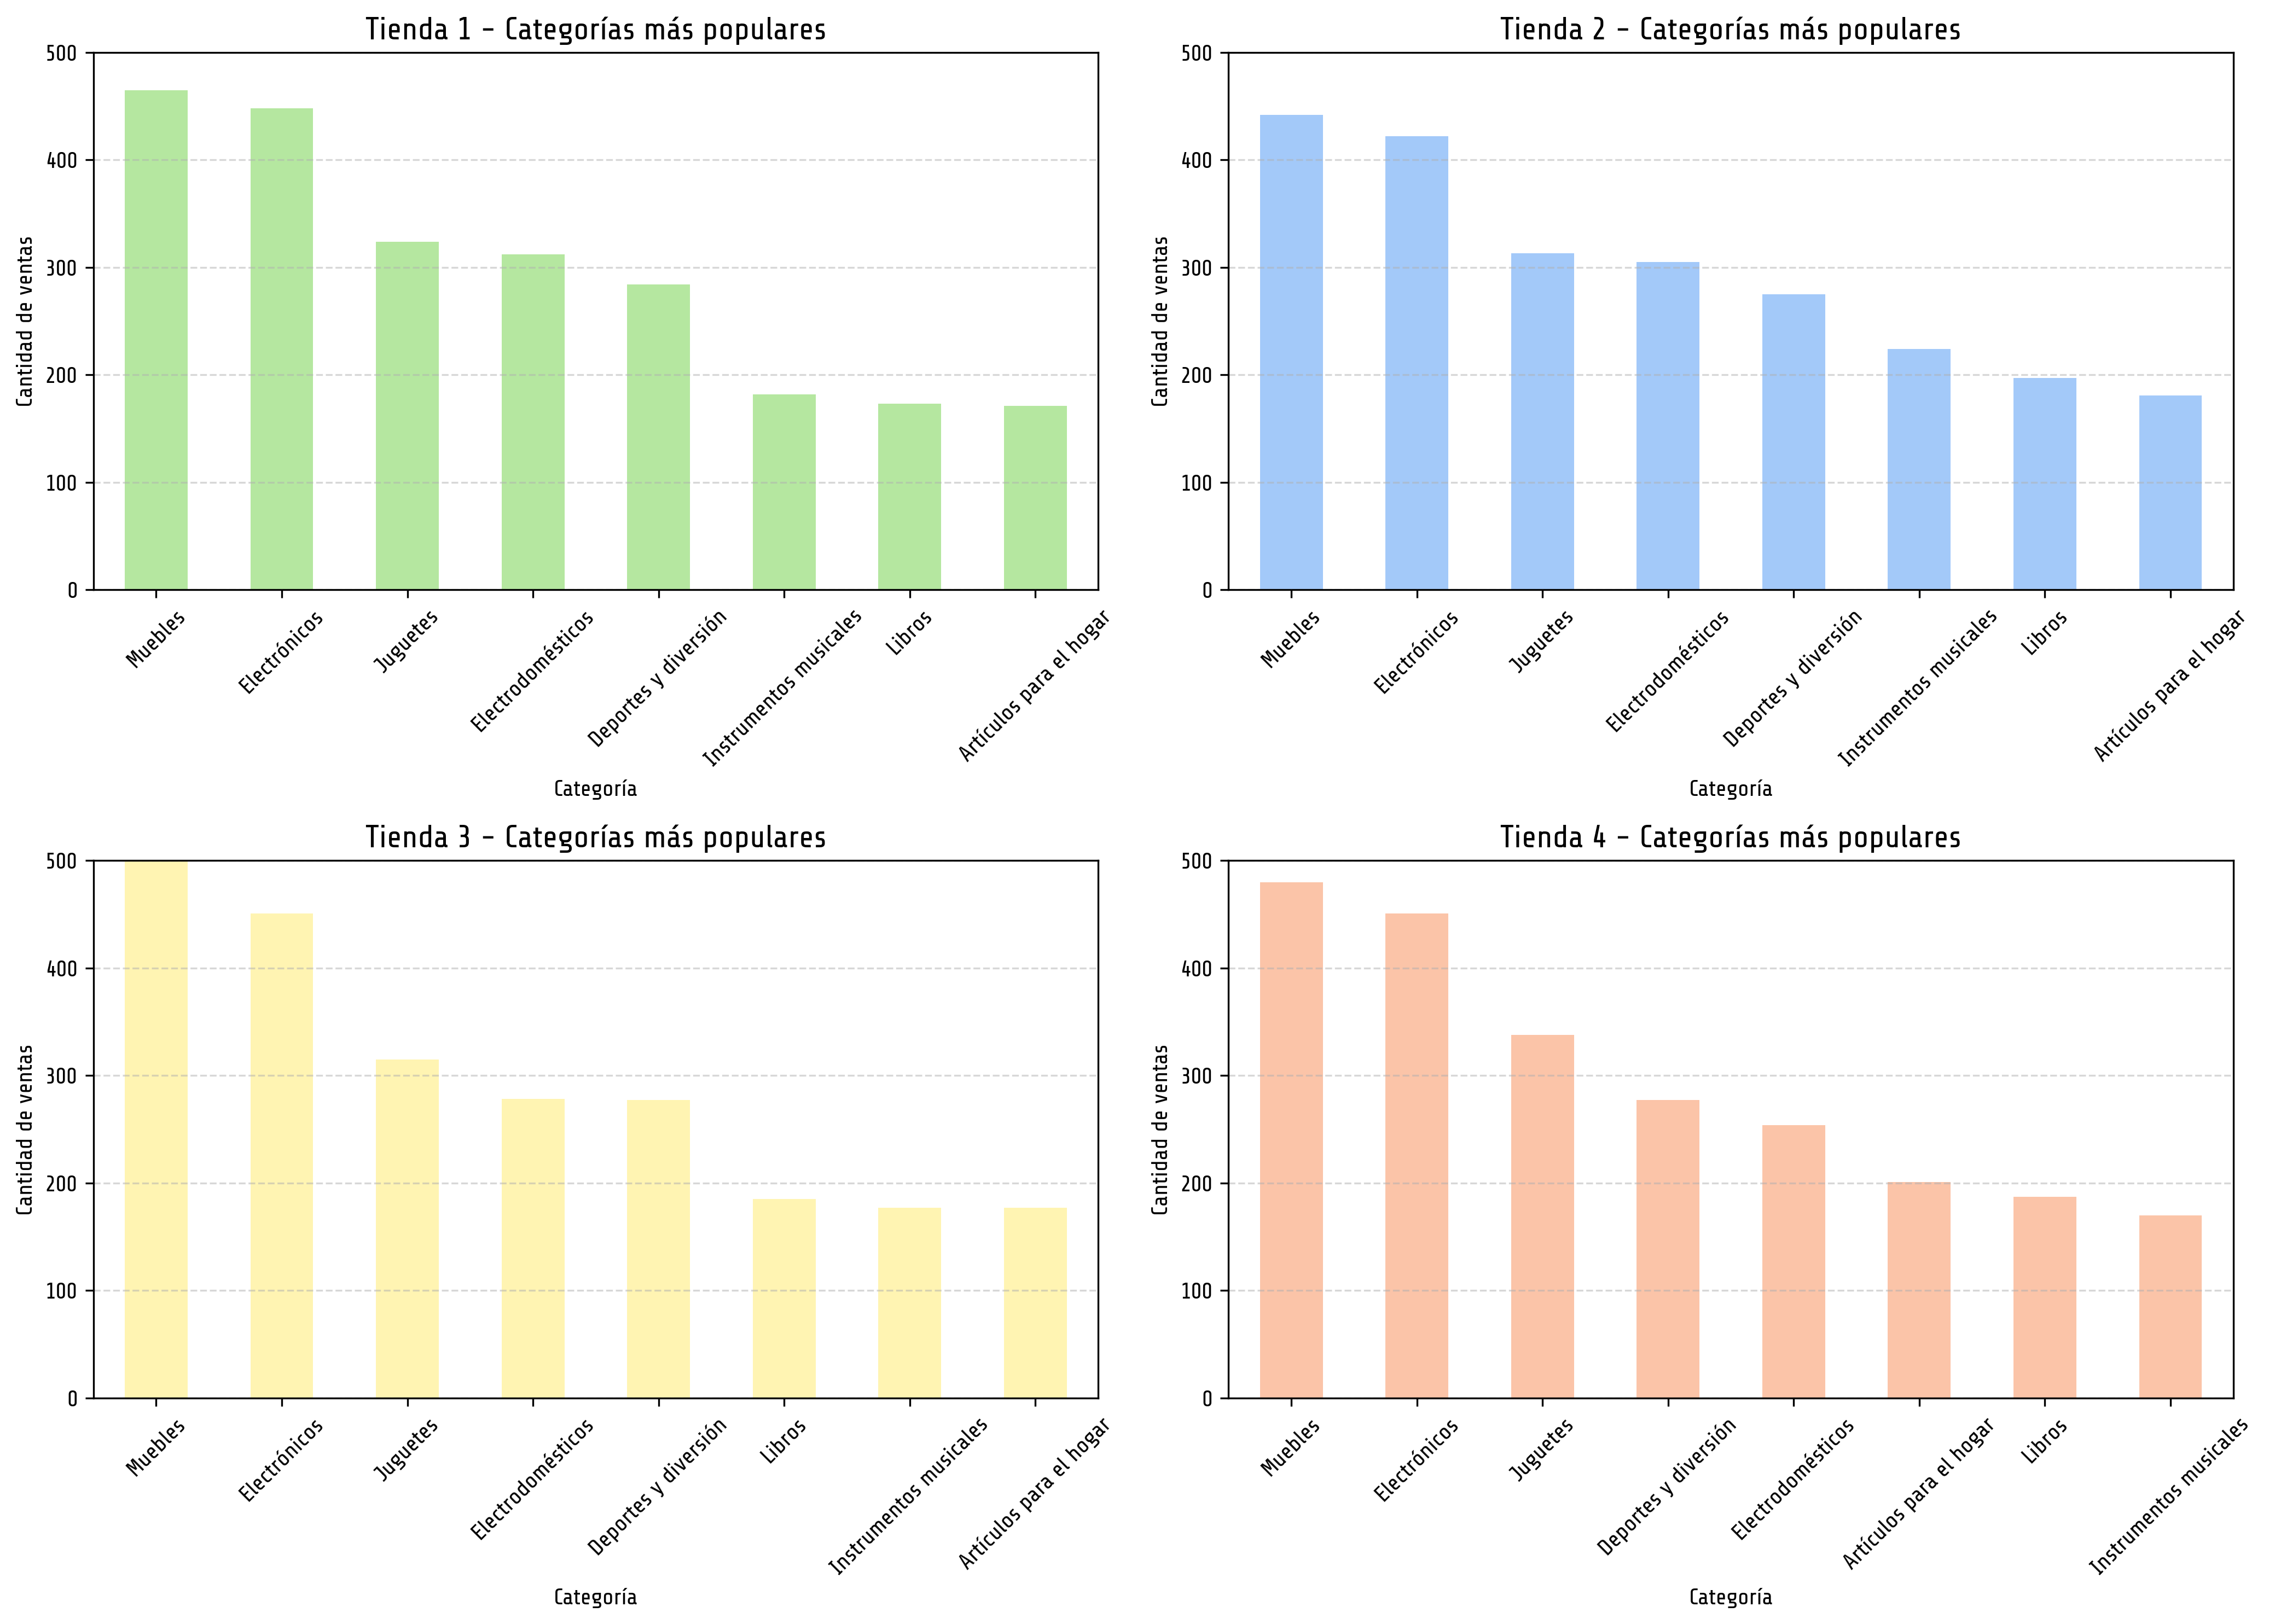 Tienda 1 - Categorías más populares
500
400
300
200
100
0
Cantidad de ventas
Muebles
Electrónicos
Juguetes
Electrodomésticos
Deportes y diversión
Instrumentos musicales
Libros
Artículos para el hogar
Categoría
Tienda 2 - Categorías más populares
500
400
300
200
100
0
Cantidad de ventas
Muebles
Electrónicos
Juguetes
Electrodomésticos
Deportes y diversión
Instrumentos musicales
Libros
Artículos para el hogar
Categoría
Tienda 3 - Categorías más populares
500
400
300
200
100
0
Cantidad de ventas
Muebles
Electrónicos
Juguetes
Electrodomésticos
Deportes y diversión
Libros
Instrumentos musicales
Artículos para el hogar
Categoría
Tienda 4 - Categorías más populares
500
400
300
200
100
0
Cantidad de ventas
Muebles
Electrónicos
Juguetes
Deportes y diversión
Electrodomésticos
Artículos para el hogar
Libros
Instrumentos musicales
Categoría